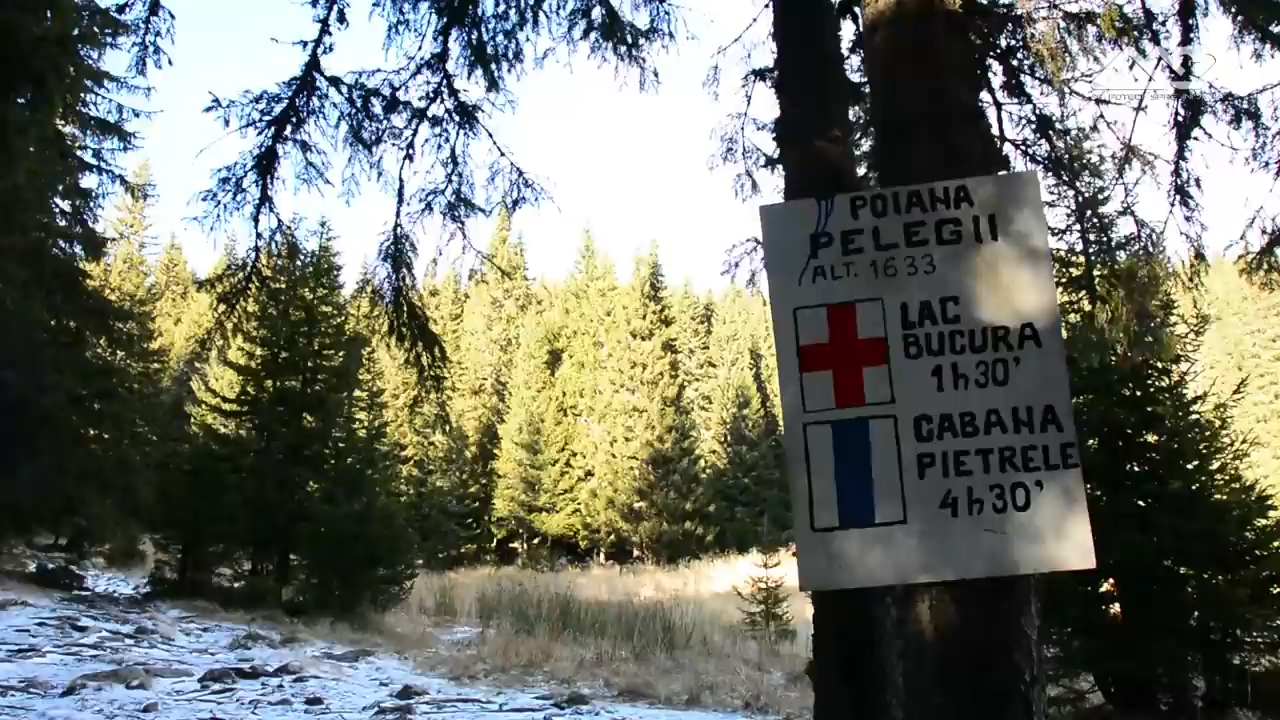 POIANA
PELEGII
ALT. 1633
LAC
BUCURA
1h30'
CABANA
PIETRELE
4h30'